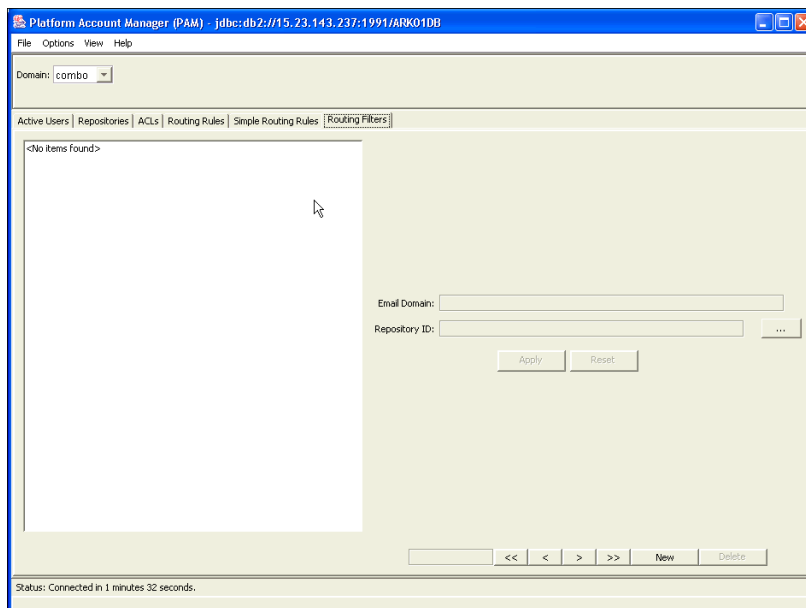 Platform Account Manager (PAM) - jdbc:db2://15.23.143.237:1991/ARK01DB
File Options View Help
Domain: combo
Active Users Repositories ACLs Routing Rules Simple Routing Rules Routing Filters
<No items found>
Email Domain:
Repository ID: ...
Apply Reset
<< < > >> New Delete
Status: Connected in 1 minutes 32 seconds.